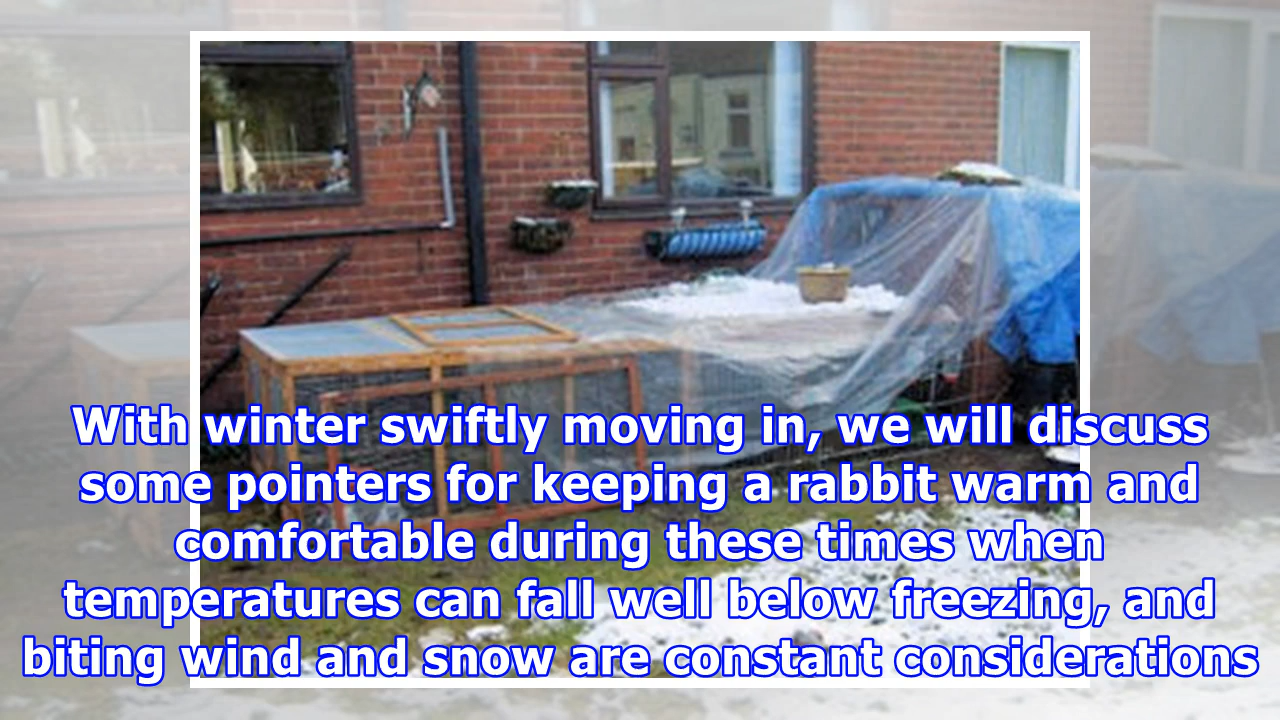 With winter swiftly moving in, we will discuss
some pointers for keeping a rabbit warm and
comfortable during these times when
temperatures can fall well below freezing, and
biting wind and snow are constant considerations